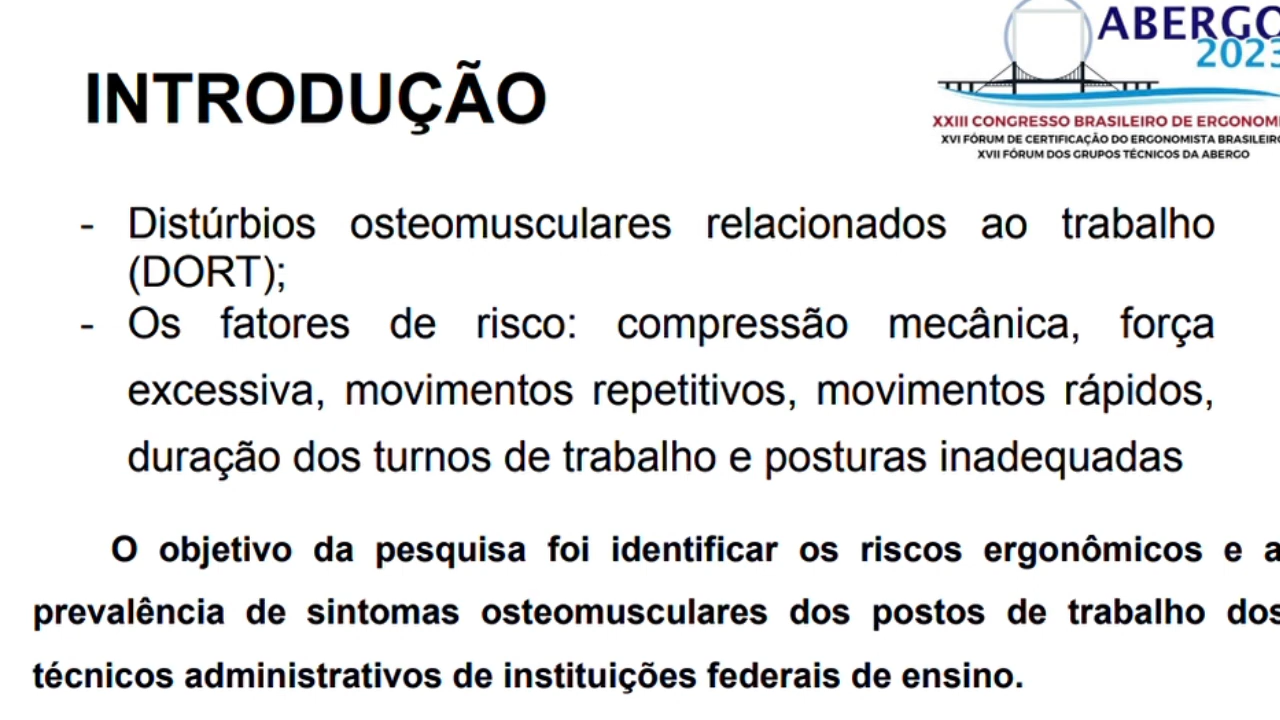 ABERGO
2023
INTRODUÇÃO
XXIII CONGRESSO BRASILEIRO DE ERGONOMI
XVI FÓRUM DE CERTIFICAÇÃO DO ERGONOMISTA BRASILEIRO
XVII FÓRUM DOS GRUPOS TÉCNICOS DA ABERGO
- Distúrbios osteomusculares relacionados ao trabalho
(DORT);
- Os fatores de risco: compressão mecânica, força
excessiva, movimentos repetitivos, movimentos rápidos,
duração dos turnos de trabalho e posturas inadequadas
O objetivo da pesquisa foi identificar os riscos ergonômicos e a
prevalência de sintomas osteomusculares dos postos de trabalho dos
técnicos administrativos de instituições federais de ensino.